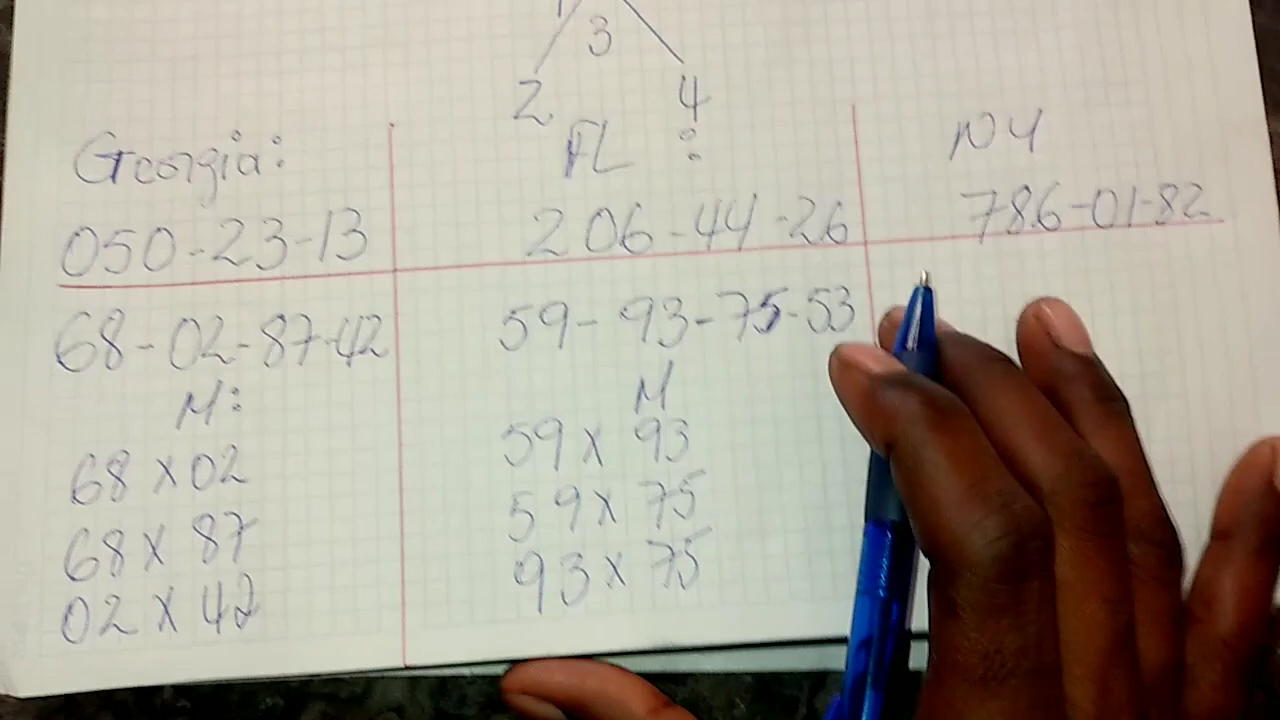 3
2 4
Georgia:
050-23-13
68-02-87-42
M:
68 x 02
68 x 87
02 x 42
FL :
206-44-26
59-93-75-53
M
59 x 93
59 x 75
93 x 75
NY
786-01-82